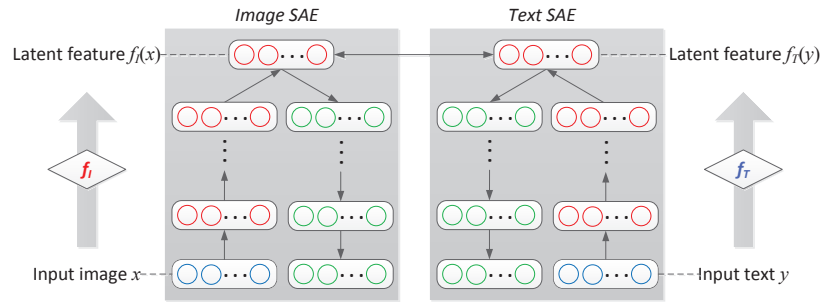 Image SAE
Text SAE
Latent feature f_I(x)
Latent feature f_T(y)
f_I
f_T
Input image x
Input text y